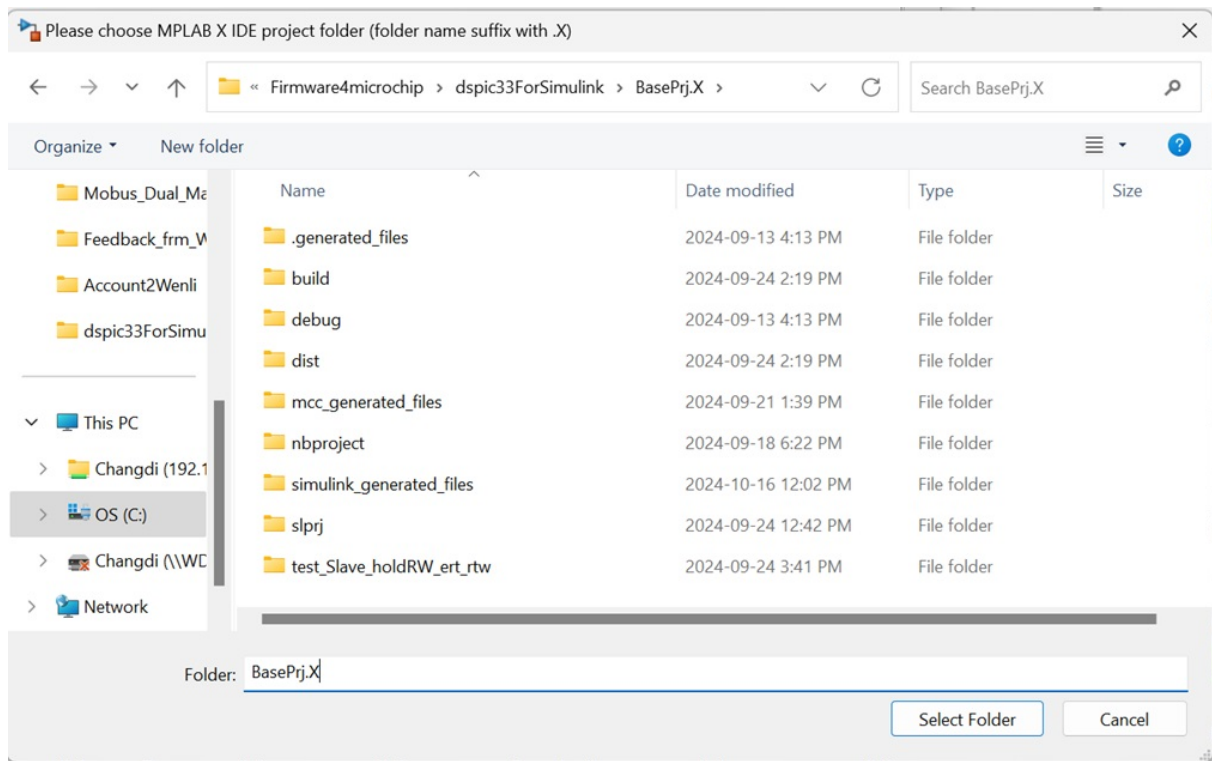 Please choose MPLAB X IDE project folder (folder name suffix with .X)
« Firmware4microchip › dspic33ForSimulink › BasePrj.X ›
Search BasePrj.X
Organize
New folder
?
Mobus_Dual_Ma
Feedback_frm_W
Account2Wenli
dspic33ForSimu
This PC
Changdi (192.1
OS (C:)
Changdi (\\WD
Network
Name Date modified Type Size
.generated_files 2024-09-13 4:13 PM File folder
build 2024-09-24 2:19 PM File folder
debug 2024-09-13 4:13 PM File folder
dist 2024-09-24 2:19 PM File folder
mcc_generated_files 2024-09-21 1:39 PM File folder
nbproject 2024-09-18 6:22 PM File folder
simulink_generated_files 2024-10-16 12:02 PM File folder
slprj 2024-09-24 12:42 PM File folder
test_Slave_holdRW_ert_rtw 2024-09-24 3:41 PM File folder
Folder: BasePrj.X
Select Folder
Cancel